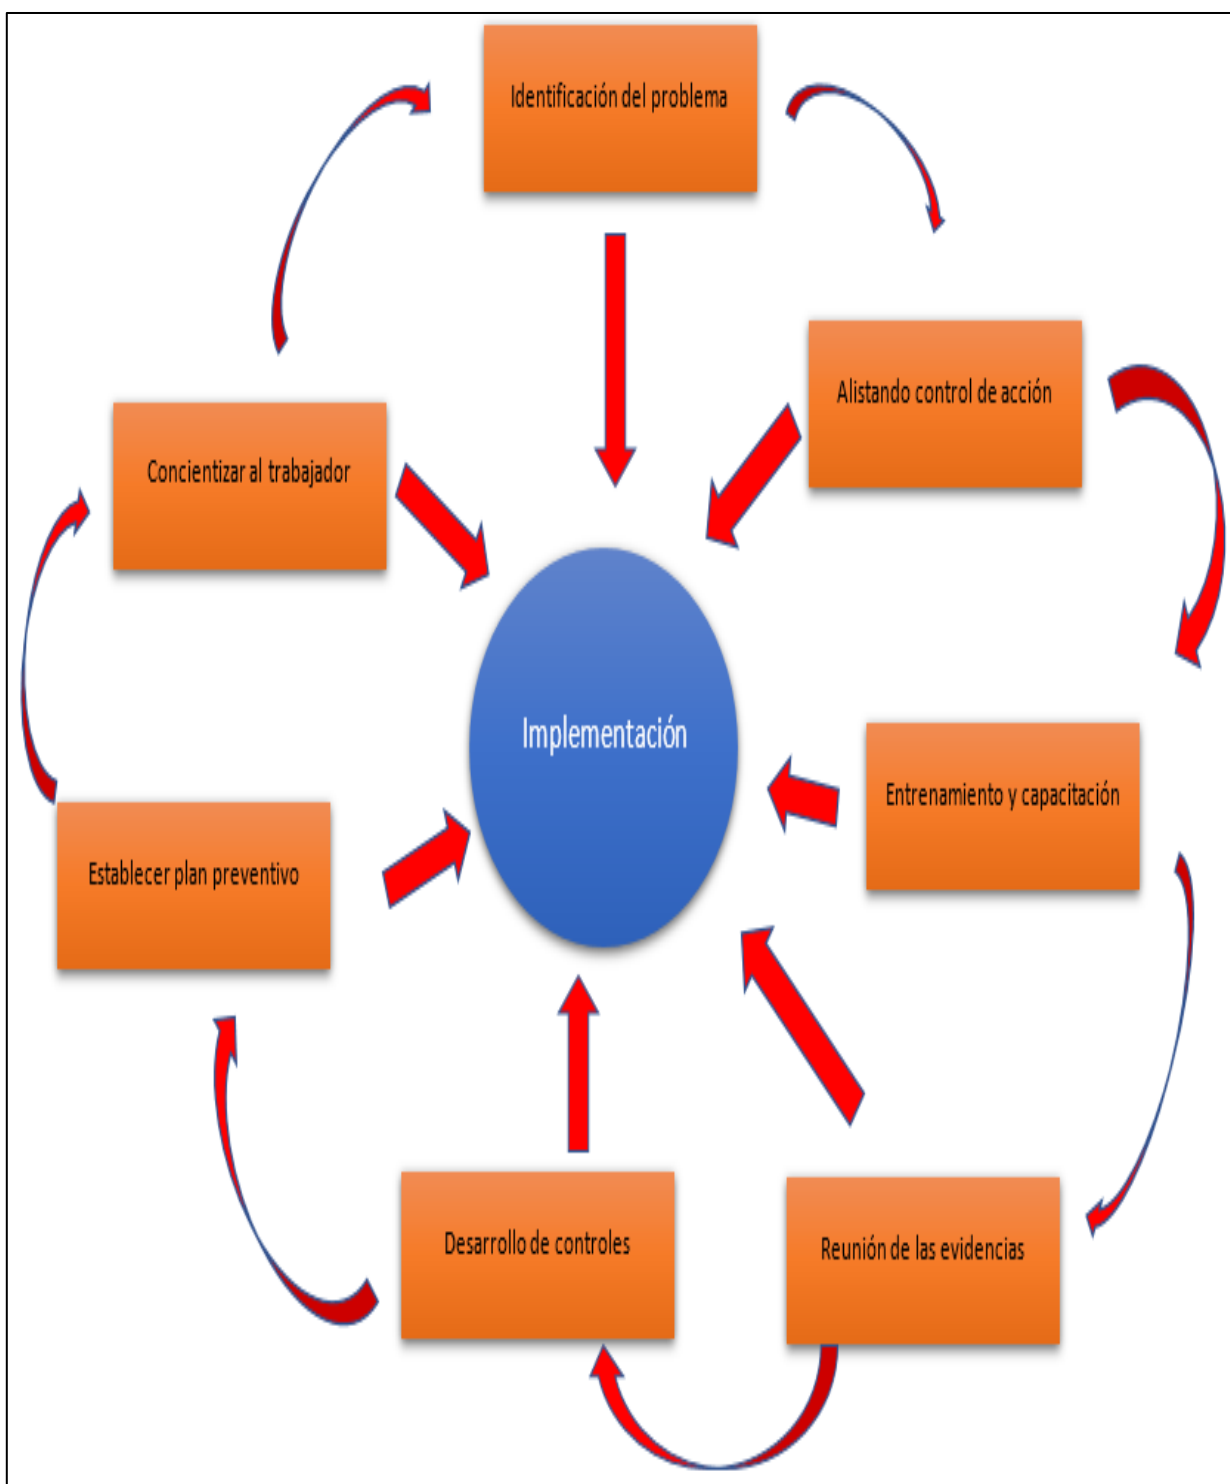 Identificación del problema
Alistando control de acción
Concientizar al trabajador
Implementación
Entrenamiento y capacitación
Establecer plan preventivo
Desarrollo de controles
Reunión de las evidencias